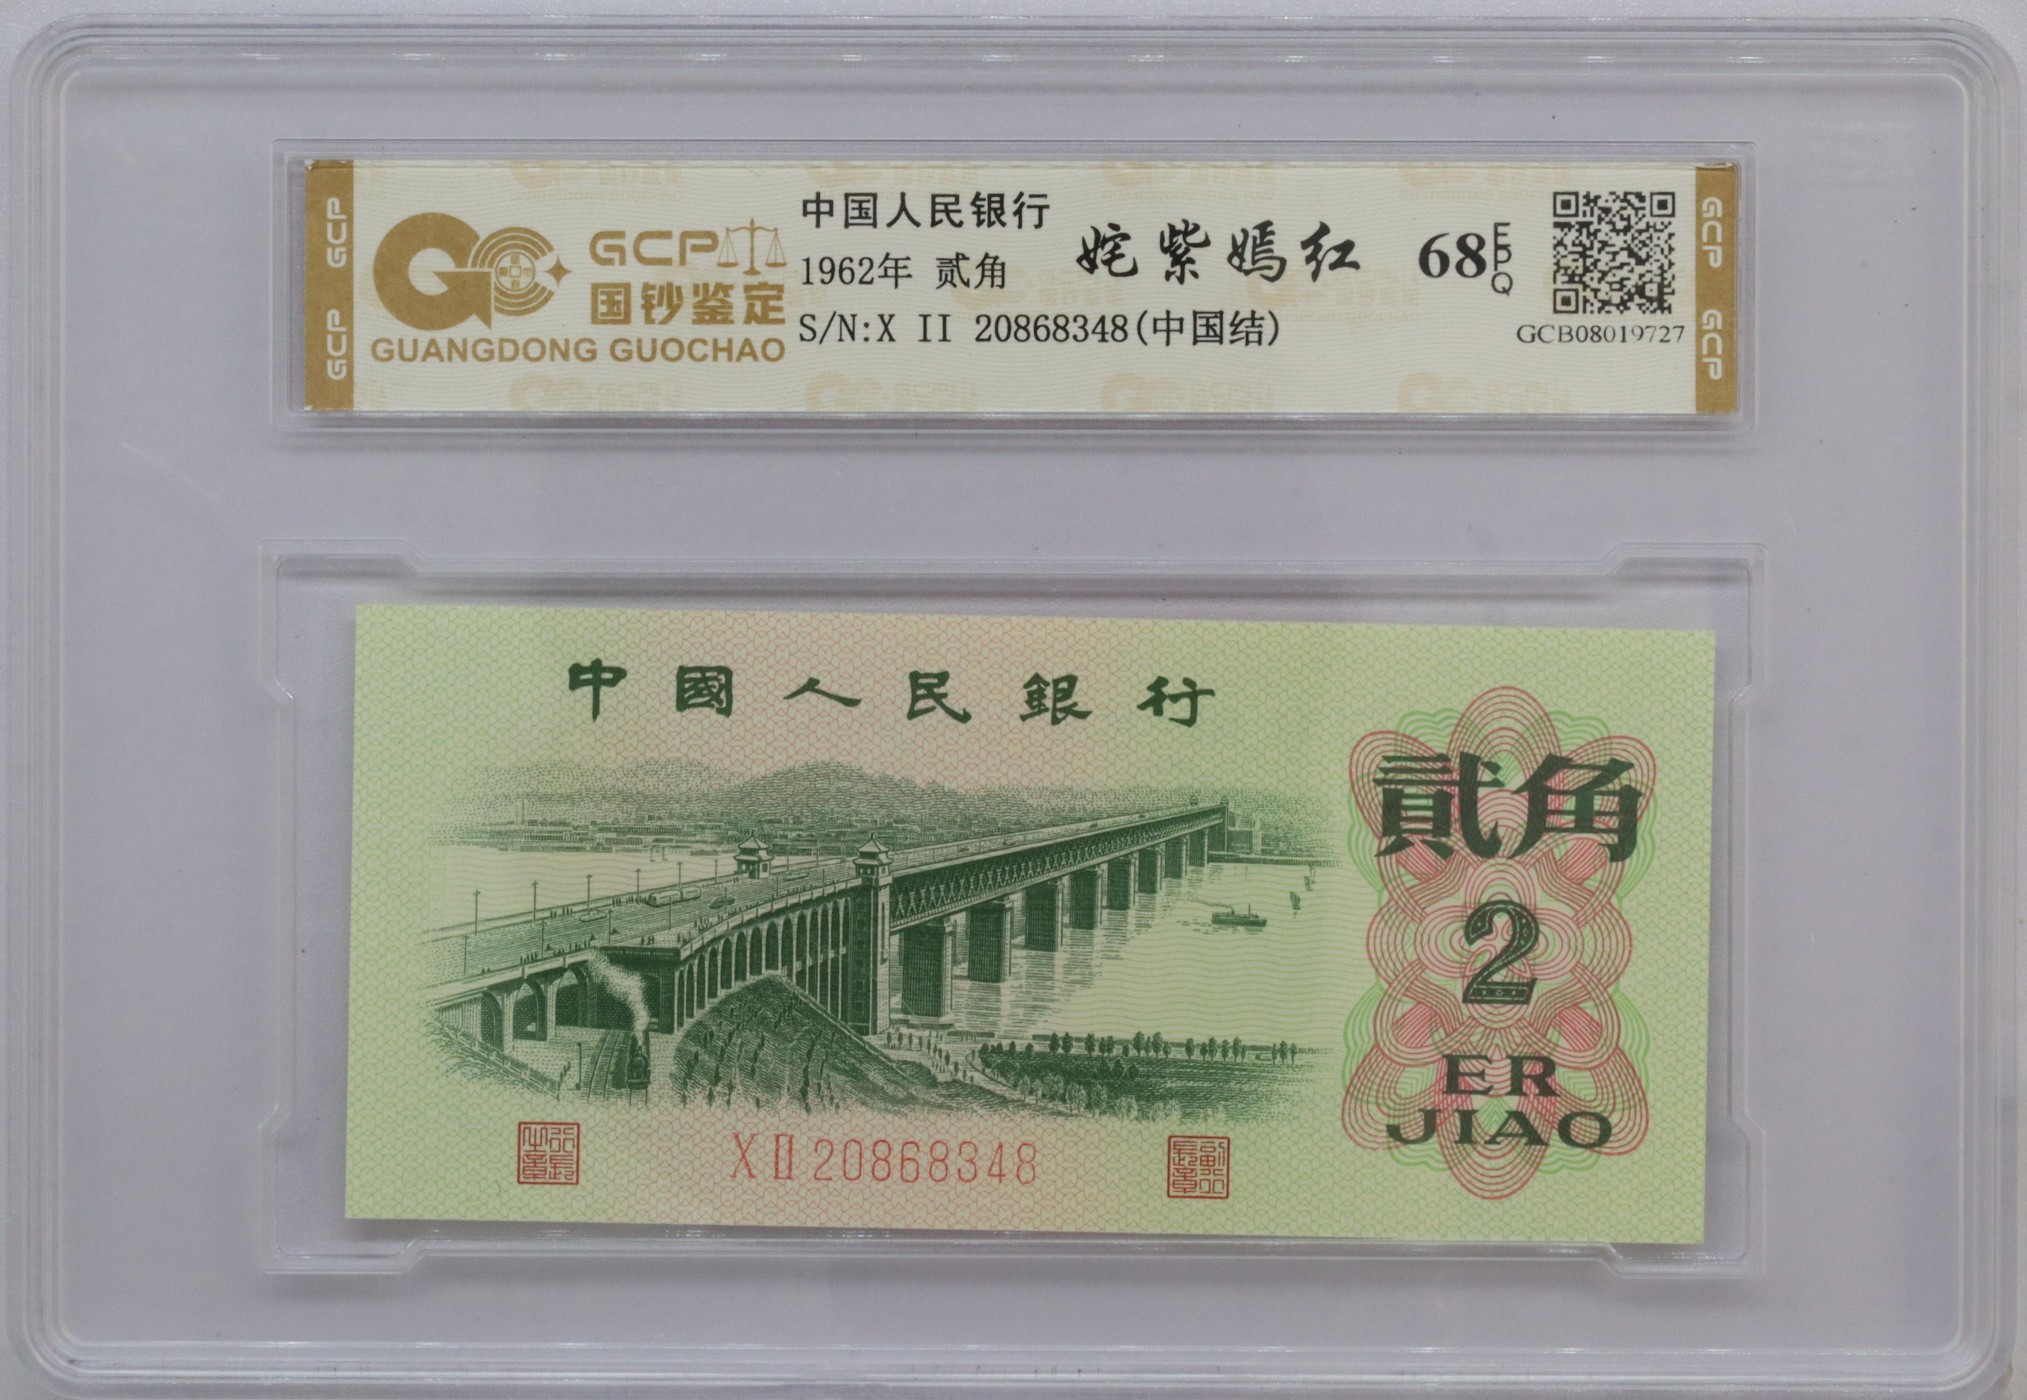 GCP
GCP
GCP
国钞鉴定
GUANGDONG GUOCHAO
中国人民银行
1962年 贰角
S/N:X II 20868348(中国结)
姹紫嫣红
68 EPQ
GCB08019727
GCP
GCP
中國人民銀行
貳角
2
ER
JIAO
XII20868348